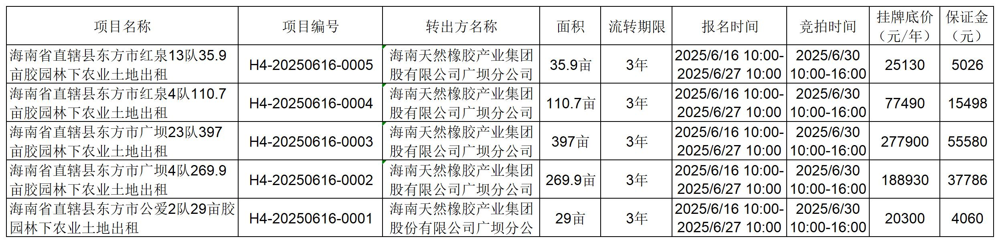 项目名称 项目编号 转出方名称 面积 流转期限 报名时间 竞拍时间 挂牌底价 保证金
（元/年） （元）
海南省直辖县东方市红泉13队35.9 H4-20250616-0005 海南天然橡胶产业集团 35.9亩 3年 2025/6/16 10:00- 2025/6/30 25130 5026
亩胶园林下农业土地出租 股有限公司广坝分公司 2025/6/27 10:00 10:00-16:00
海南省直辖县东方市红泉4队110.7 H4-20250616-0004 海南天然橡胶产业集团 110.7亩 3年 2025/6/16 10:00- 2025/6/30 77490 15498
亩胶园林下农业土地出租 股有限公司广坝分公司 2025/6/27 10:00 10:00-16:00
海南省直辖县东方市广坝23队397 H4-20250616-0003 海南天然橡胶产业集团 397亩 3年 2025/6/16 10:00- 2025/6/30 277900 55580
亩胶园林下农业土地出租 股有限公司广坝分公司 2025/6/27 10:00 10:00-16:00
海南省直辖县东方市广坝4队269.9 H4-20250616-0002 海南天然橡胶产业集团 269.9亩 3年 2025/6/16 10:00- 2025/6/30 188930 37786
亩胶园林下农业土地出租 股有限公司广坝分公司 2025/6/27 10:00 10:00-16:00
海南省直辖县东方市公爱2队29亩胶 H4-20250616-0001 海南天然橡胶产业集团 29亩 3年 2025/6/16 10:00- 2025/6/30 20300 4060
园林下农业土地出租 股份有限公司广坝分公 2025/6/27 10:00 10:00-16:00